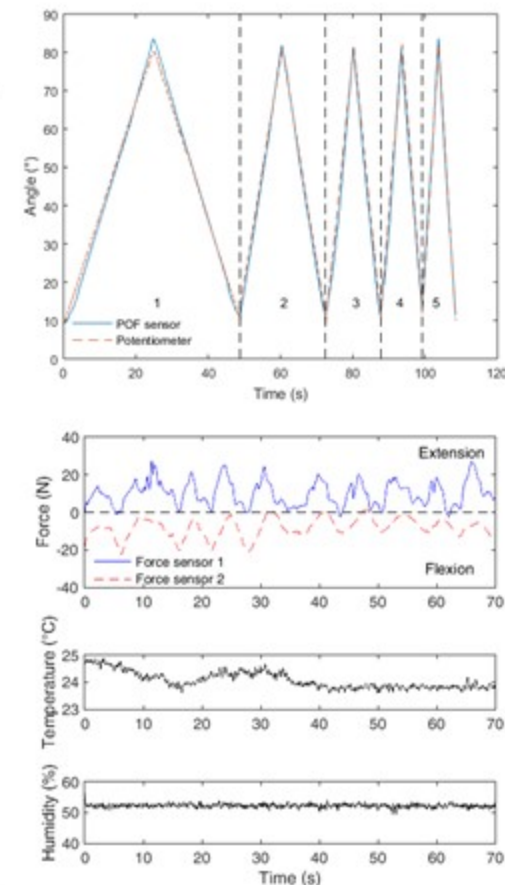 90
80
70
60
50
40
30
20
10
0
Angle (°)
1 2 3 4 5
POF sensor
Potentiometer
0 20 40 60 80 100 120
Time (s)
40
20
0
-20
-40
Force (N)
Extension
Force sensor 1
Force sensor 2
Flexion
0 10 20 30 40 50 60 70
25
24
23
Temperature (°C)
0 10 20 30 40 50 60 70
60
50
40
Humidity (%)
0 10 20 30 40 50 60 70
Time (s)